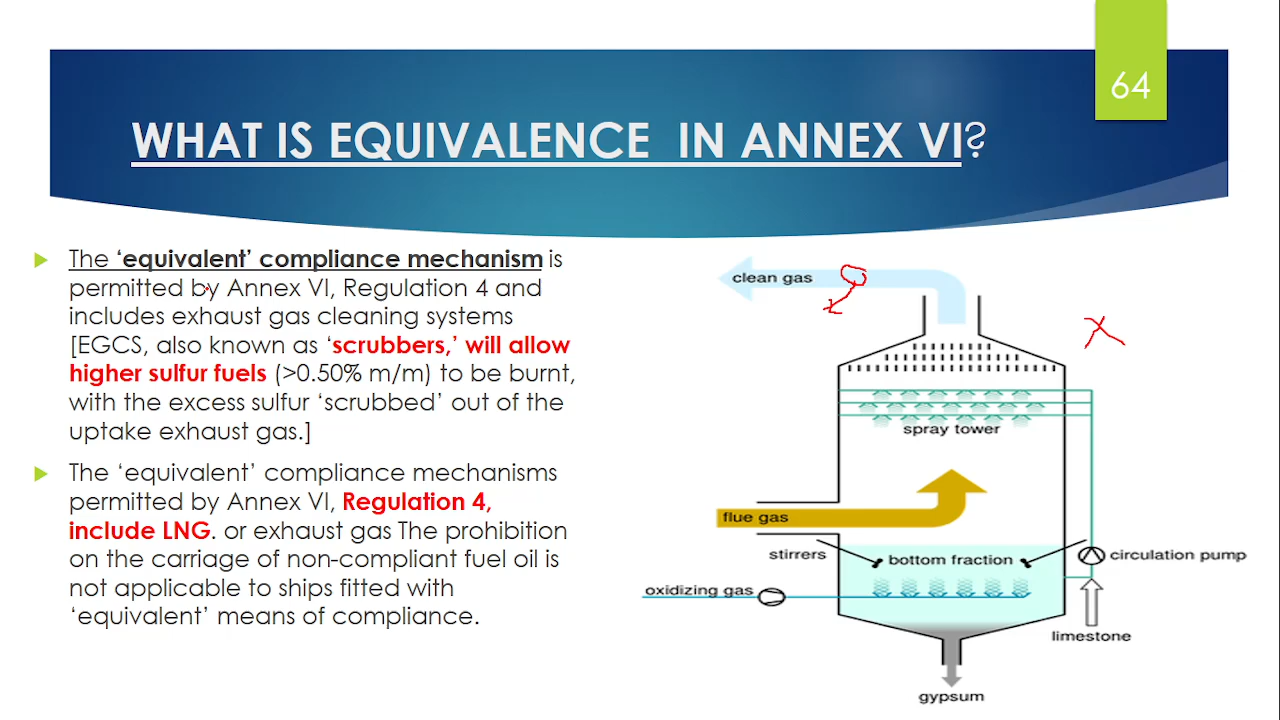 64
WHAT IS EQUIVALENCE IN ANNEX VI?
The ‘equivalent’ compliance mechanism is
permitted by Annex VI, Regulation 4 and
includes exhaust gas cleaning systems
[EGCS, also known as ‘scrubbers,’ will allow
higher sulfur fuels (>0.50% m/m) to be burnt,
with the excess sulfur ‘scrubbed’ out of the
uptake exhaust gas.]
The ‘equivalent’ compliance mechanisms
permitted by Annex VI, Regulation 4,
include LNG. or exhaust gas The prohibition
on the carriage of non-compliant fuel oil is
not applicable to ships fitted with
‘equivalent’ means of compliance.
clean gas
spray tower
flue gas
stirrers
bottom fraction
circulation pump
oxidizing gas
limestone
gypsum